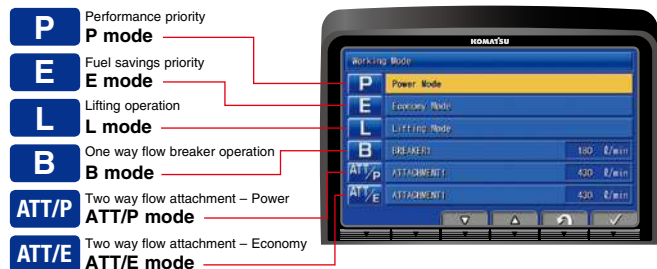 P
Performance priority
P mode
E
Fuel savings priority
E mode
L
Lifting operation
L mode
B
One way flow breaker operation
B mode
ATT/P
Two way flow attachment – Power
ATT/P mode
ATT/E
Two way flow attachment – Economy
ATT/E mode
KOMATSU
Working Mode
P Power Mode
E Economy Mode
L Lifting Mode
B BREAKER1 180 ℓ/min
ATT/P ATTACHMENT1 430 ℓ/min
ATT/E ATTACHMENT1 430 ℓ/min